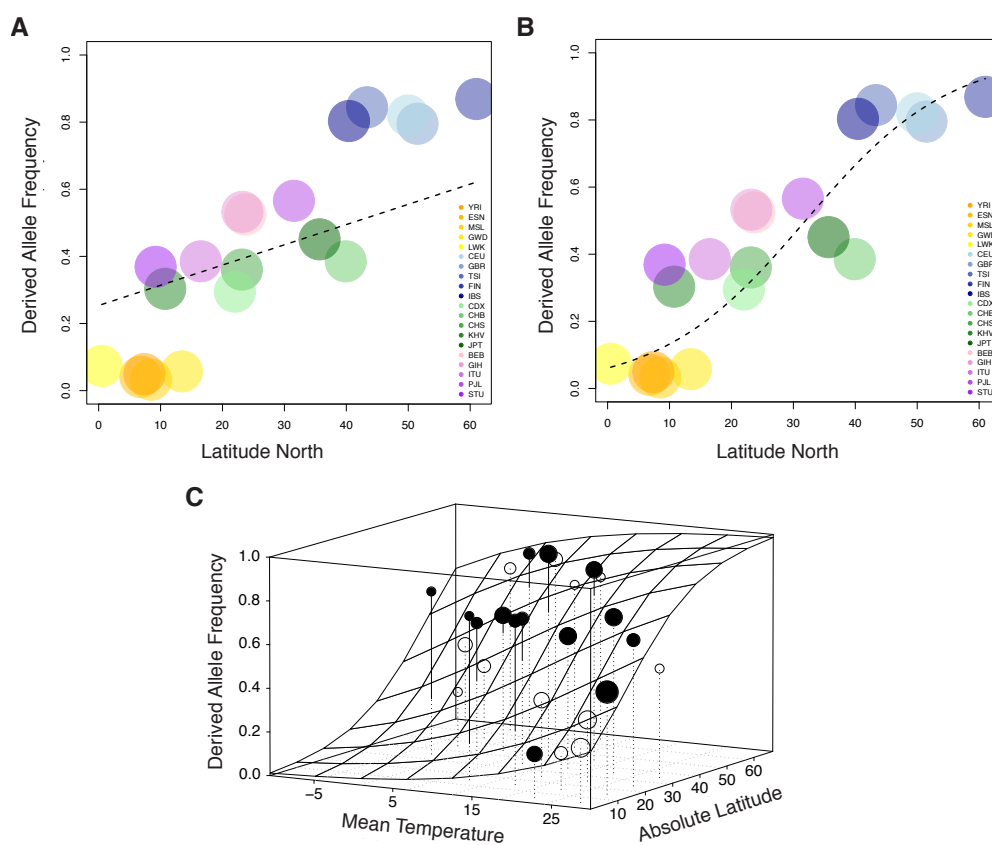 A
B
1.0
0.8
0.6
0.4
0.2
0.0
Derived Allele Frequency
0 10 20 30 40 50 60
Latitude North
YRI
ESN
MSL
GWD
LWK
CEU
GBR
TSI
FIN
IBS
CDX
CHB
CHS
KHV
JPT
BEB
GIH
ITU
PJL
STU
1.0
0.8
0.6
0.4
0.2
0.0
Derived Allele Frequency
0 10 20 30 40 50 60
Latitude North
YRI
ESN
MSL
GWD
LWK
CEU
GBR
TSI
FIN
IBS
CDX
CHB
CHS
KHV
JPT
BEB
GIH
ITU
PJL
STU
C
1.0
0.8
0.6
0.4
0.2
0.0
Derived Allele Frequency
−5 5 15 25
Mean Temperature
10 20 30 40 50 60
Absolute Latitude